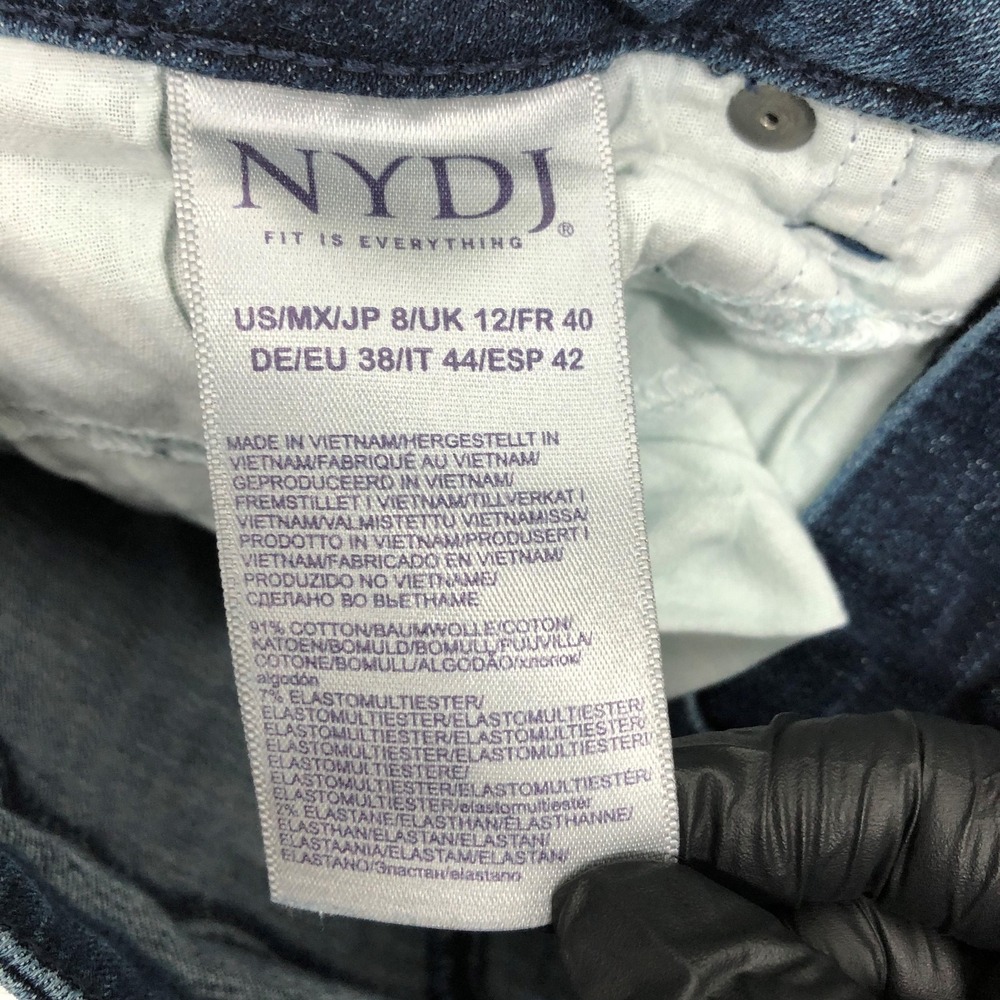 NYDJ®
FIT IS EVERYTHING
US/MX/JP 8/UK 12/FR 40
DE/EU 38/IT 44/ESP 42
MADE IN VIETNAM/HERGESTELLT IN
VIETNAM/FABRIQUÉ AU VIETNAM/
GEPRODUCEERD IN VIETNAM/
FREMSTILLET I VIETNAM/TILLVERKAT I
VIETNAM/VALMISTETTU VIETNAMISSA/
PRODOTTO IN VIETNAM/PRODUSERT I
VIETNAM/FABRICADO EN VIETNAM/
PRODUZIDO NO VIETNAME/
СДЕЛАНО ВО ВЬЕТНАМЕ
91% COTTON/BAUMWOLLE/COTON/
KATOEN/BOMULD/BOMULL/PUUVILLA/
COTONE/BOMULL/ALGODÃO/хлопок/
algodón
7% ELASTOMULTIESTER/
ELASTOMULTIESTER/ELASTOMULTIESTER/
ELASTOMULTIESTER/ELASTOMULTIESTER/
ELASTOMULTIESTER/ELASTOMULTIESTER/
ELASTOMULTIESTERE/
ELASTOMULTIESTER/ELASTOMULTIESTÉR/
ELASTOMULTIESTER/elastomultiester
2% ELASTANE/ELASTHAN/ÉLASTHANNE/
ELASTHAN/ELASTAN/ELASTAN/
ELASTAANIA/ELASTAM/ELASTAN/
ELASTANO/Эластан/elastano